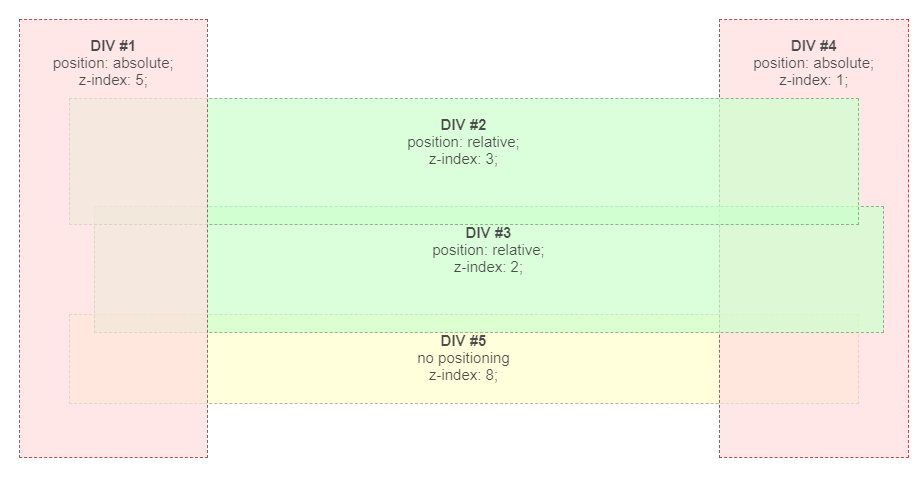 DIV #1
position: absolute;
z-index: 5;
DIV #4
position: absolute;
z-index: 1;
DIV #2
position: relative;
z-index: 3;
DIV #3
position: relative;
z-index: 2;
DIV #5
no positioning
z-index: 8;